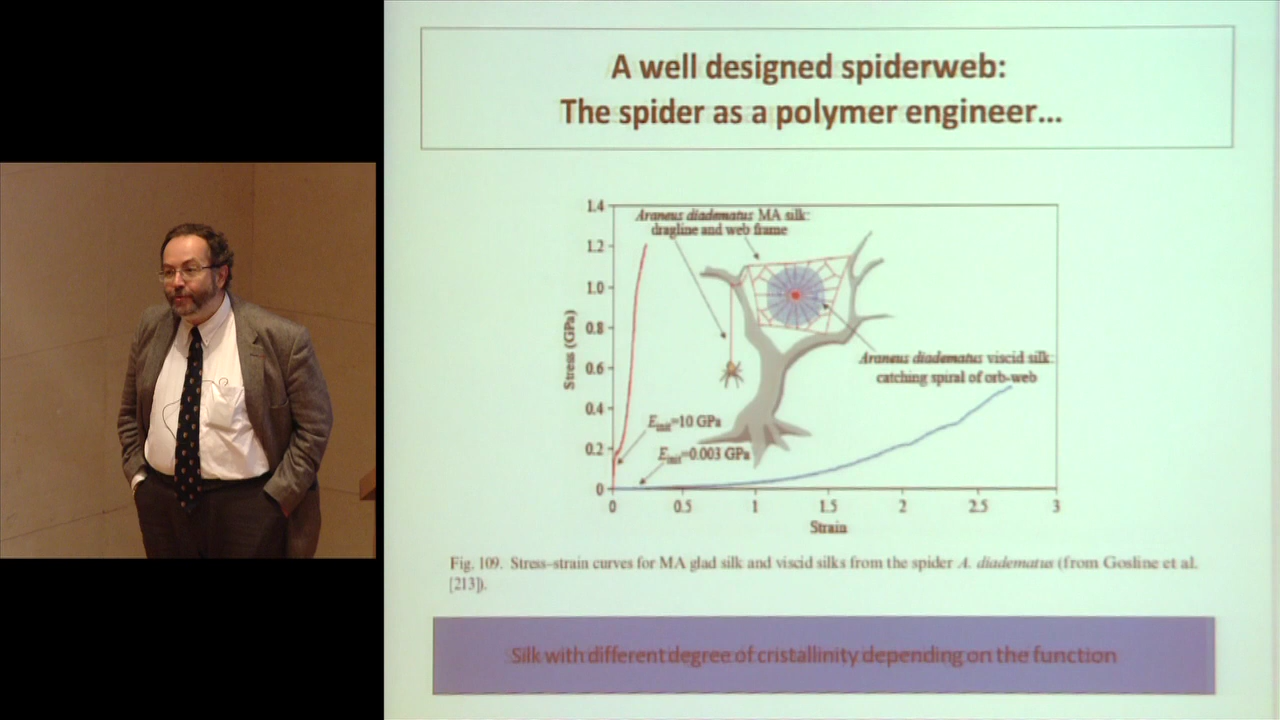 A well designed spiderweb:
The spider as a polymer engineer...
1.4
1.2
1.0
0.8
0.6
0.4
0.2
0
Stress (GPa)
Araneus diadematus MA silk:
dragline and web frame
Araneus diadematus viscid silk:
catching spiral of orb-web
Einit=10 GPa
Einit=0.003 GPa
0 0.5 1 1.5 2 2.5 3
Strain
Fig. 109. Stress–strain curves for MA glad silk and viscid silks from the spider A. diadematus (from Gosline et al.
[213]).
Silk with different degree of cristallinity depending on the function